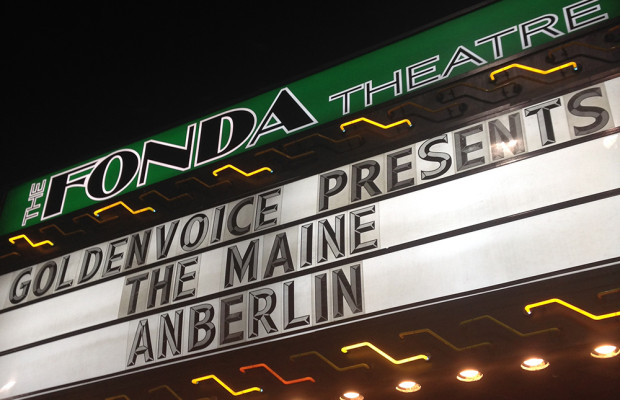 THE FONDA THEATRE
GOLDENVOICE PRESENTS
THE MAINE
ANBERLIN